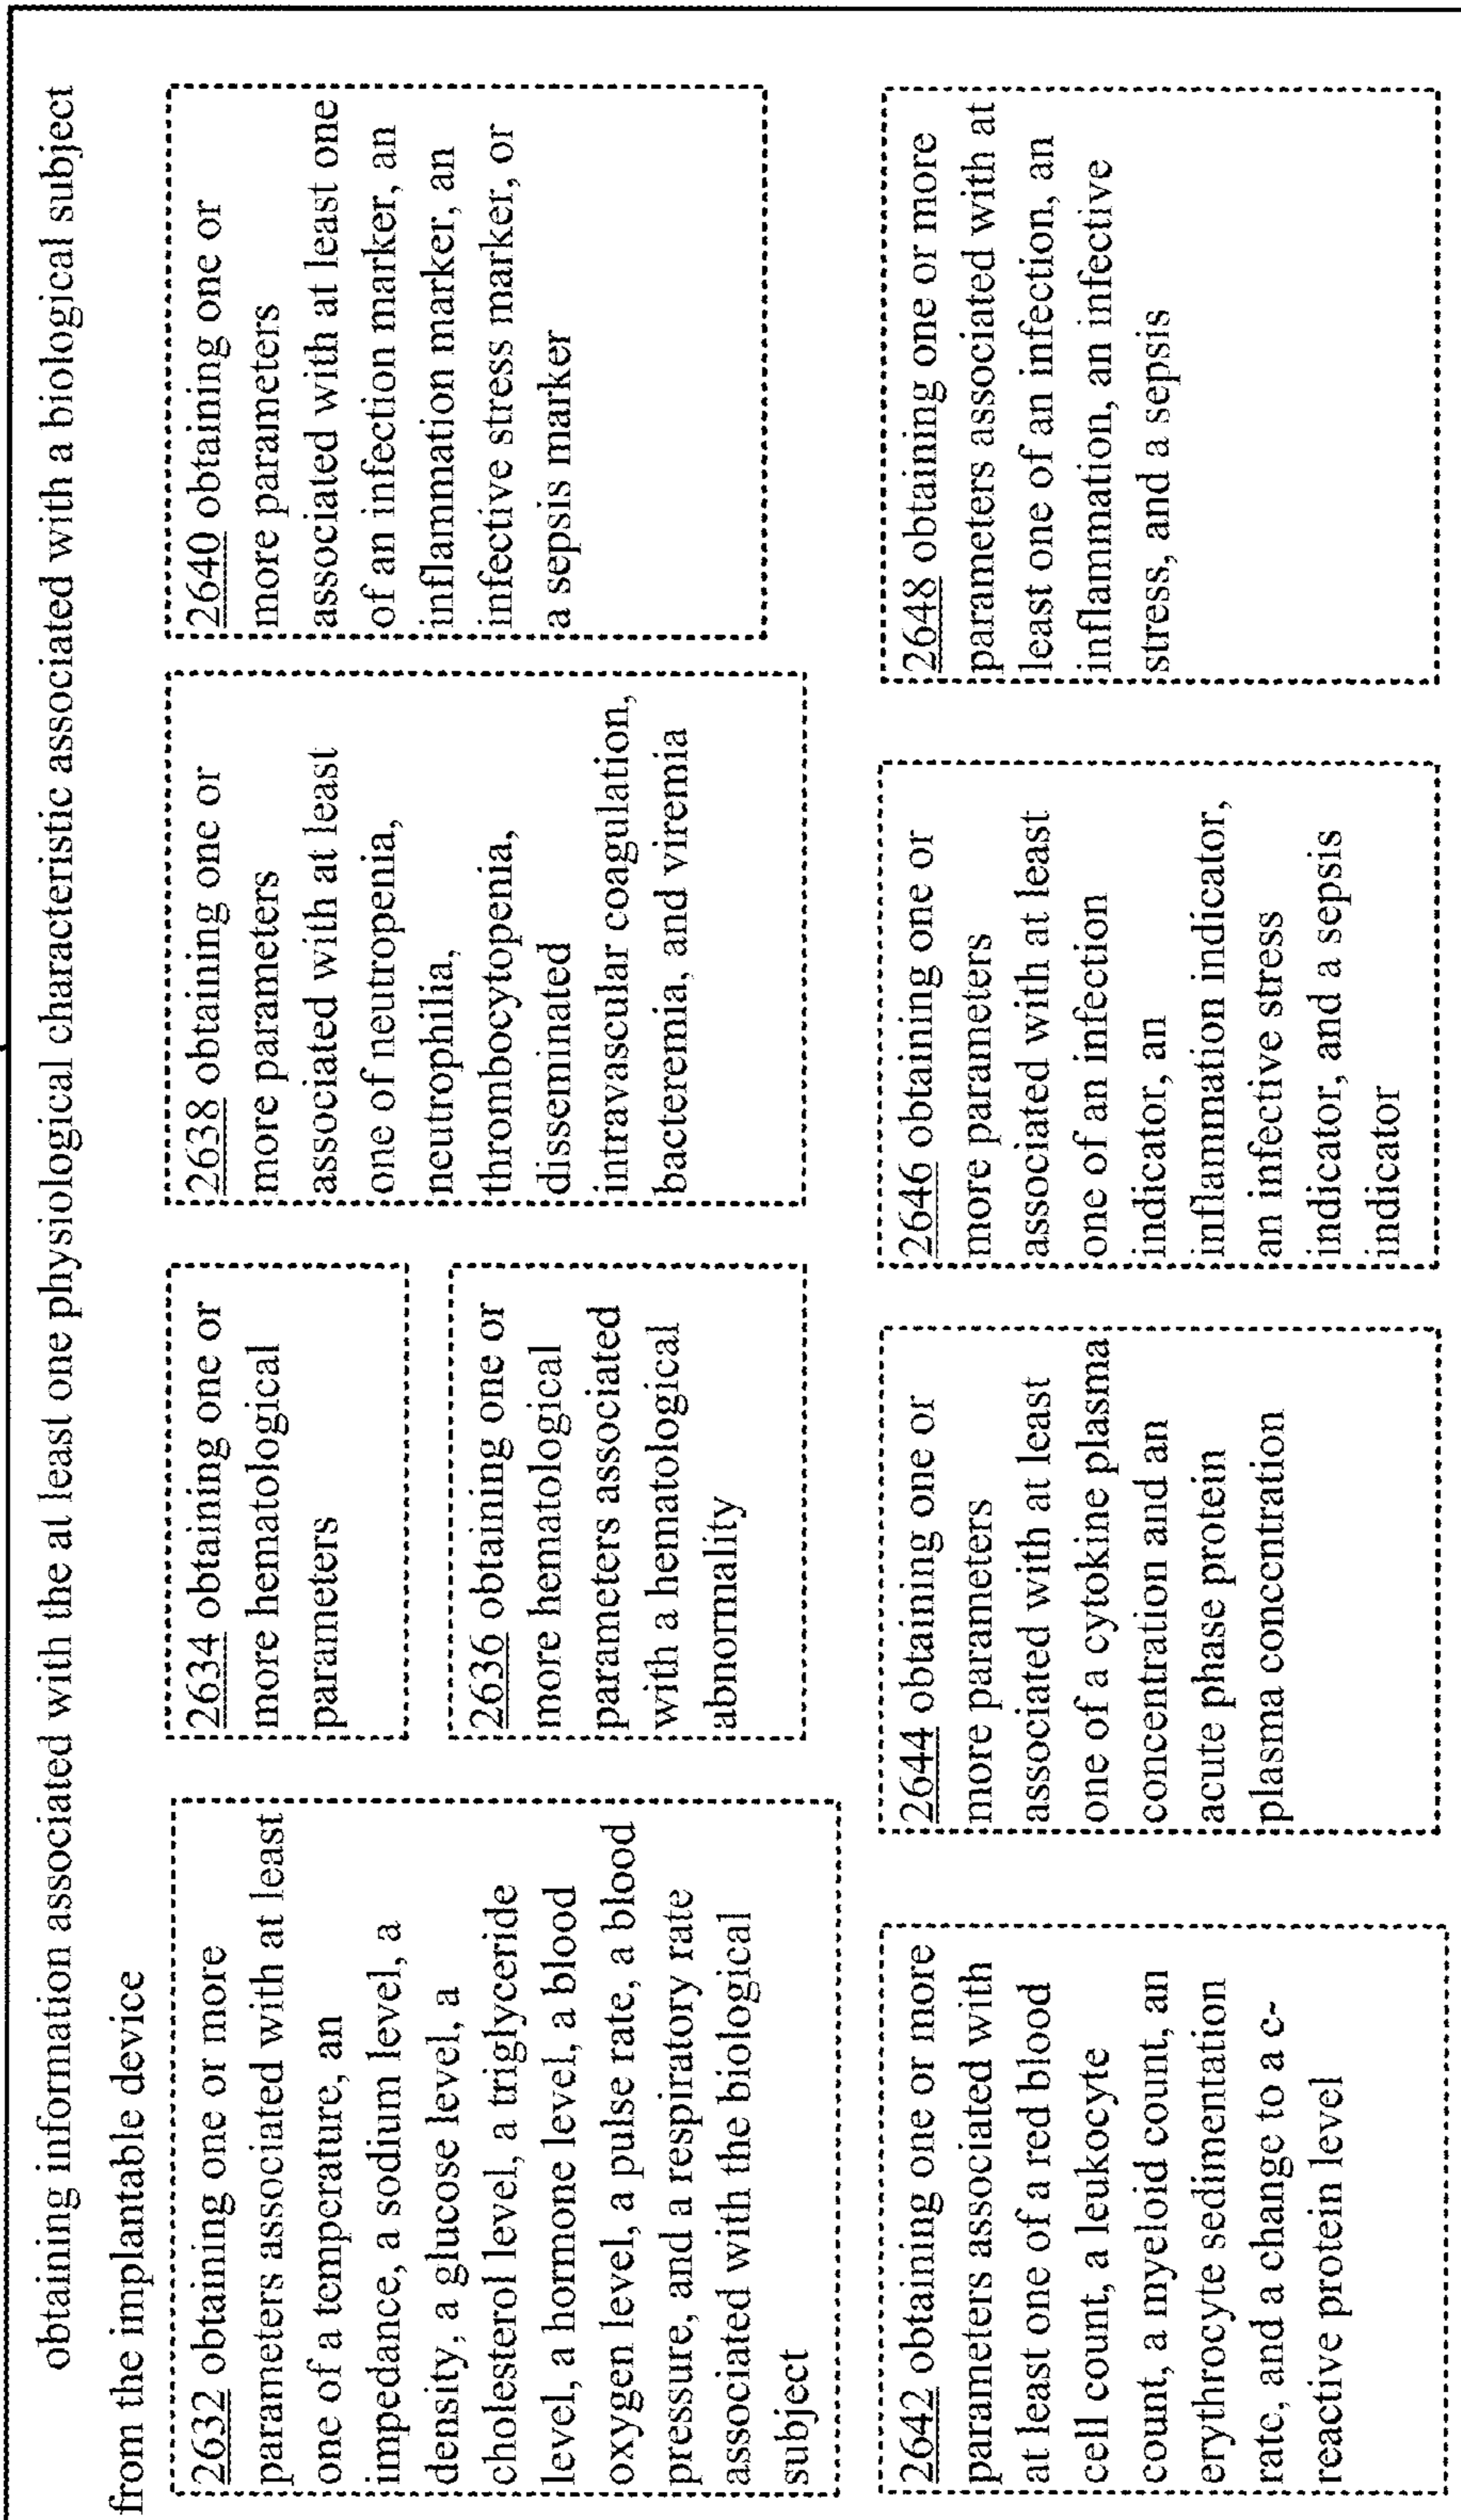 obtaining information associated with the at least one physiological characteristic associated with a biological subject
from the implantable device
2632 obtaining one or more
parameters associated with at least
one of a temperature, an
impedance, a sodium level, a
density, a glucose level, a
cholesterol level, a triglyceride
level, a hormone level, a blood
oxygen level, a pulse rate, a blood
pressure, and a respiratory rate
associated with the biological
subject
2634 obtaining one or
more hematological
parameters
2636 obtaining one or
more hematological
parameters associated
with a hematological
abnormality
2638 obtaining one or
more parameters
associated with at least
one of neutropenia,
neutrophilia,
thrombocytopenia,
disseminated
intravascular coagulation,
bacteremia, and viremia
2640 obtaining one or
more parameters
associated with at least one
of an infection marker, an
inflammation marker, an
infective stress marker, or
a sepsis marker
2642 obtaining one or more
parameters associated with
at least one of a red blood
cell count, a leukocyte
count, a myeloid count, an
erythrocyte sedimentation
rate, and a change to a c-
reactive protein level
2644 obtaining one or
more parameters
associated with at least
one of a cytokine plasma
concentration and an
acute phase protein
plasma concentration
2646 obtaining one or
more parameters
associated with at least
one of an infection
indicator, an
inflammation indicator,
an infective stress
indicator, and a sepsis
indicator
2648 obtaining one or more
parameters associated with at
least one of an infection, an
inflammation, an infective
stress, and a sepsis